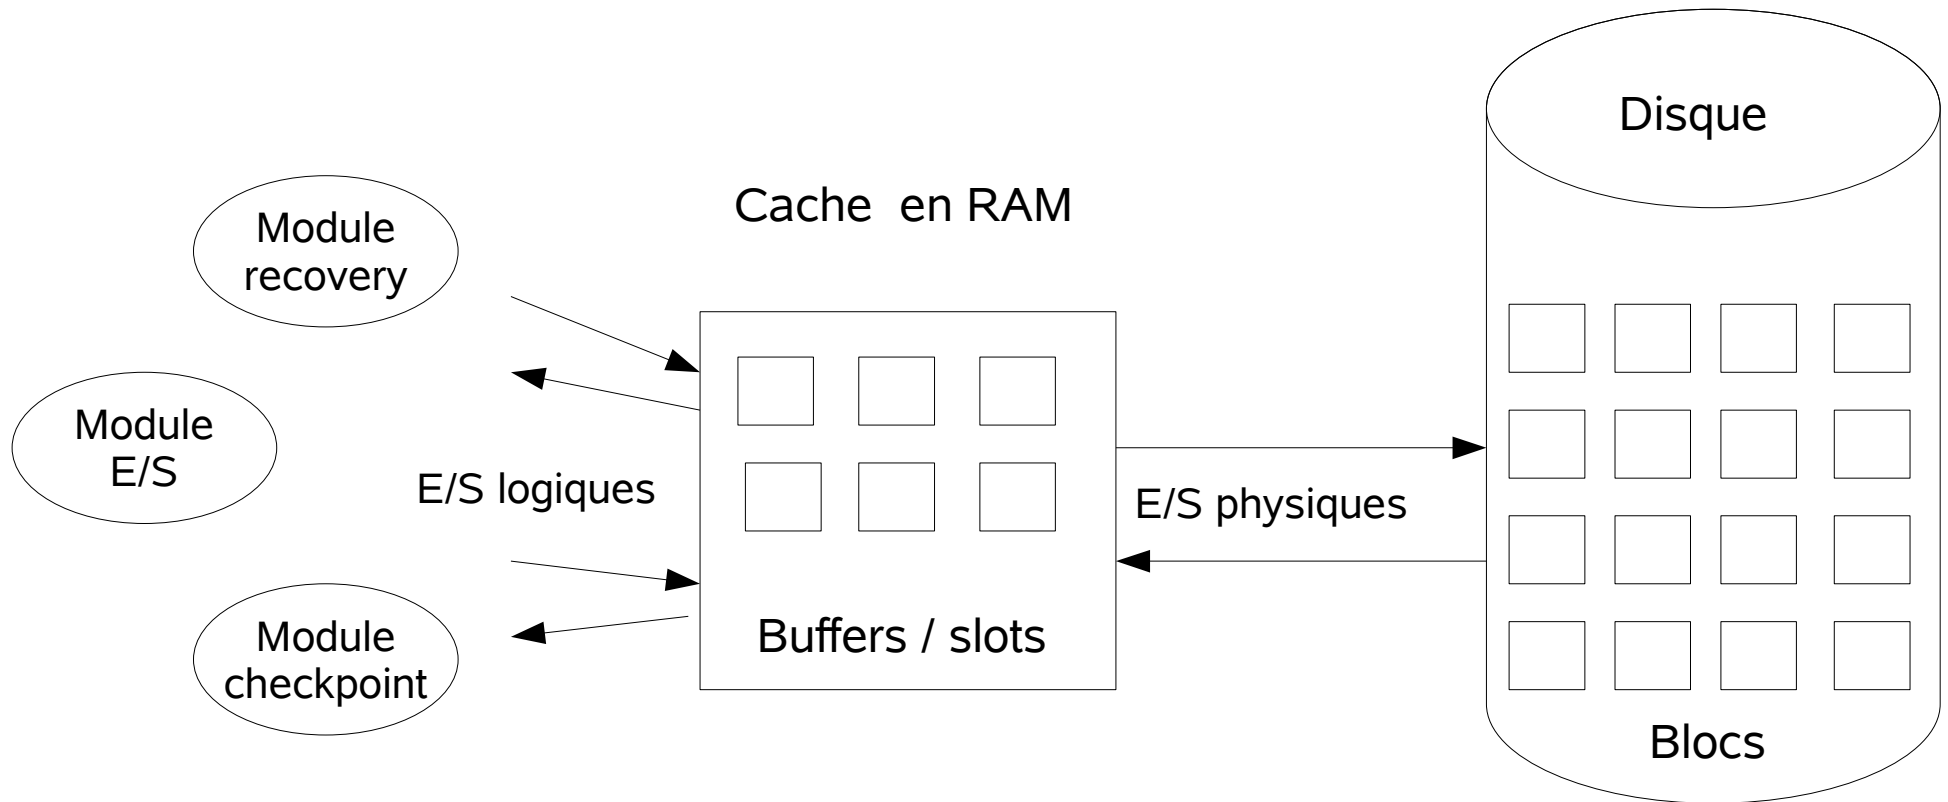 Disque
Cache en RAM
Module
recovery
Module
E/S
E/S logiques
E/S physiques
Module
checkpoint
Buffers / slots
Blocs